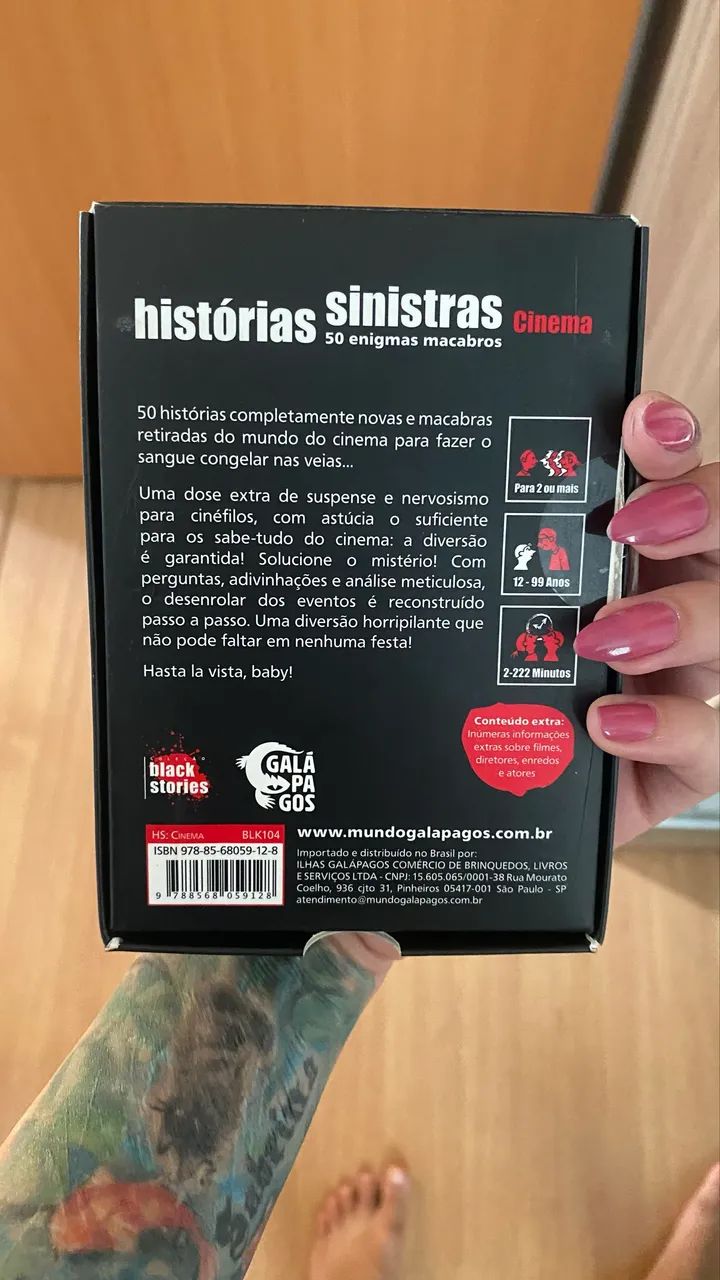 histórias sinistras Cinema
50 enigmas macabros
50 histórias completamente novas e macabras
retiradas do mundo do cinema para fazer o
sangue congelar nas veias...
Uma dose extra de suspense e nervosismo
para cinéfilos, com astúcia o suficiente
para os sabe-tudo do cinema: a diversão
é garantida! Solucione o mistério! Com
perguntas, adivinhações e análise meticulosa,
o desenrolar dos eventos é reconstruído
passo a passo. Uma diversão horripilante que
não pode faltar em nenhuma festa!
Hasta la vista, baby!
Para 2 ou mais
12 - 99 Anos
2-222 Minutos
Conteúdo extra:
Inúmeras informações
extras sobre filmes,
diretores, enredos
e atores
COLEÇÃO
black
stories
GALÁ
PA
GOS
HS: CINEMA BLK104
ISBN 978-85-68059-12-8
9 788568 059128
www.mundogalapagos.com.br
Importado e distribuído no Brasil por:
ILHAS GALÁPAGOS COMÉRCIO DE BRINQUEDOS, LIVROS
E SERVIÇOS LTDA - CNPJ: 15.605.065/0001-38 Rua Mourato
Coelho, 936 cjto 31, Pinheiros 05417-001 São Paulo - SP
atendimento@mundogalapagos.com.br